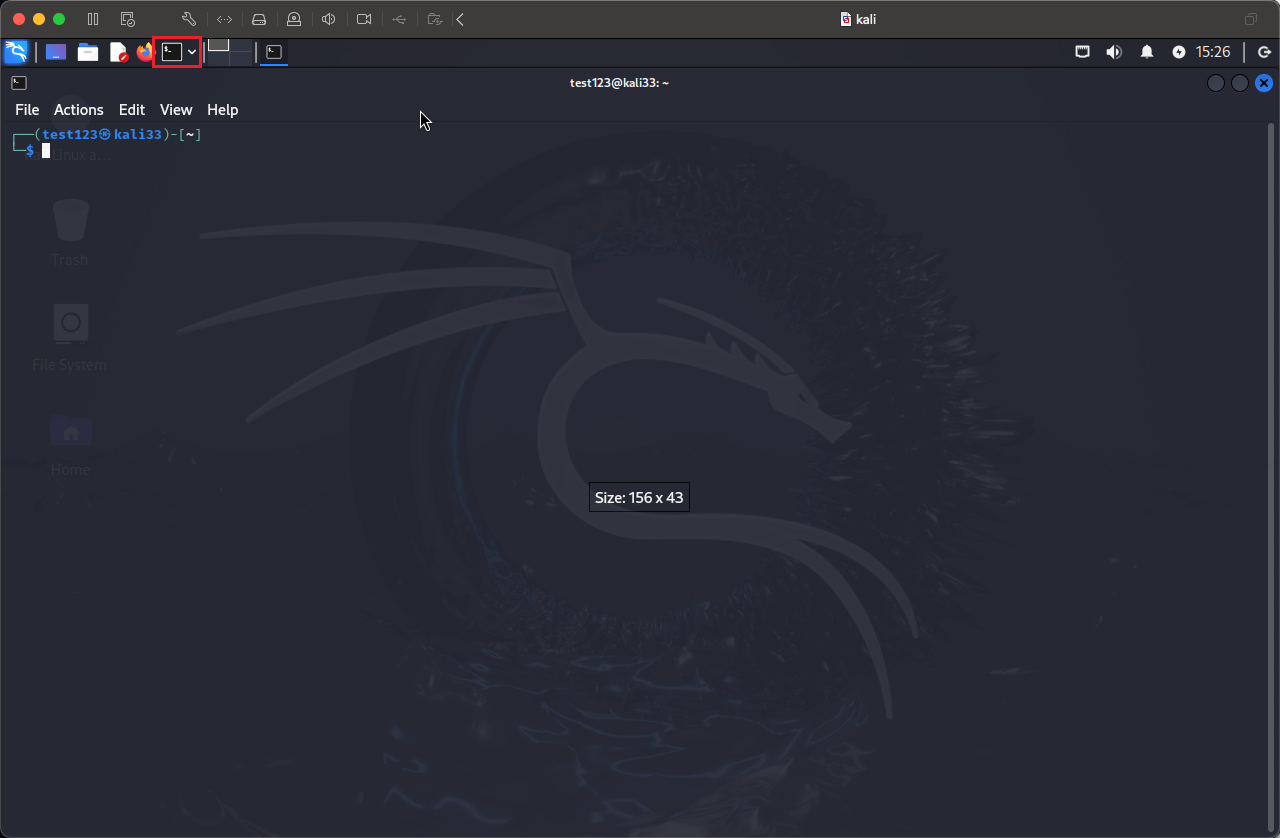 kali
15:26
test123@kali33: ~
File Actions Edit View Help
┌──(test123㉿kali33)-[~]
└─$
Linux a...
Trash
File System
Home
Size: 156 x 43